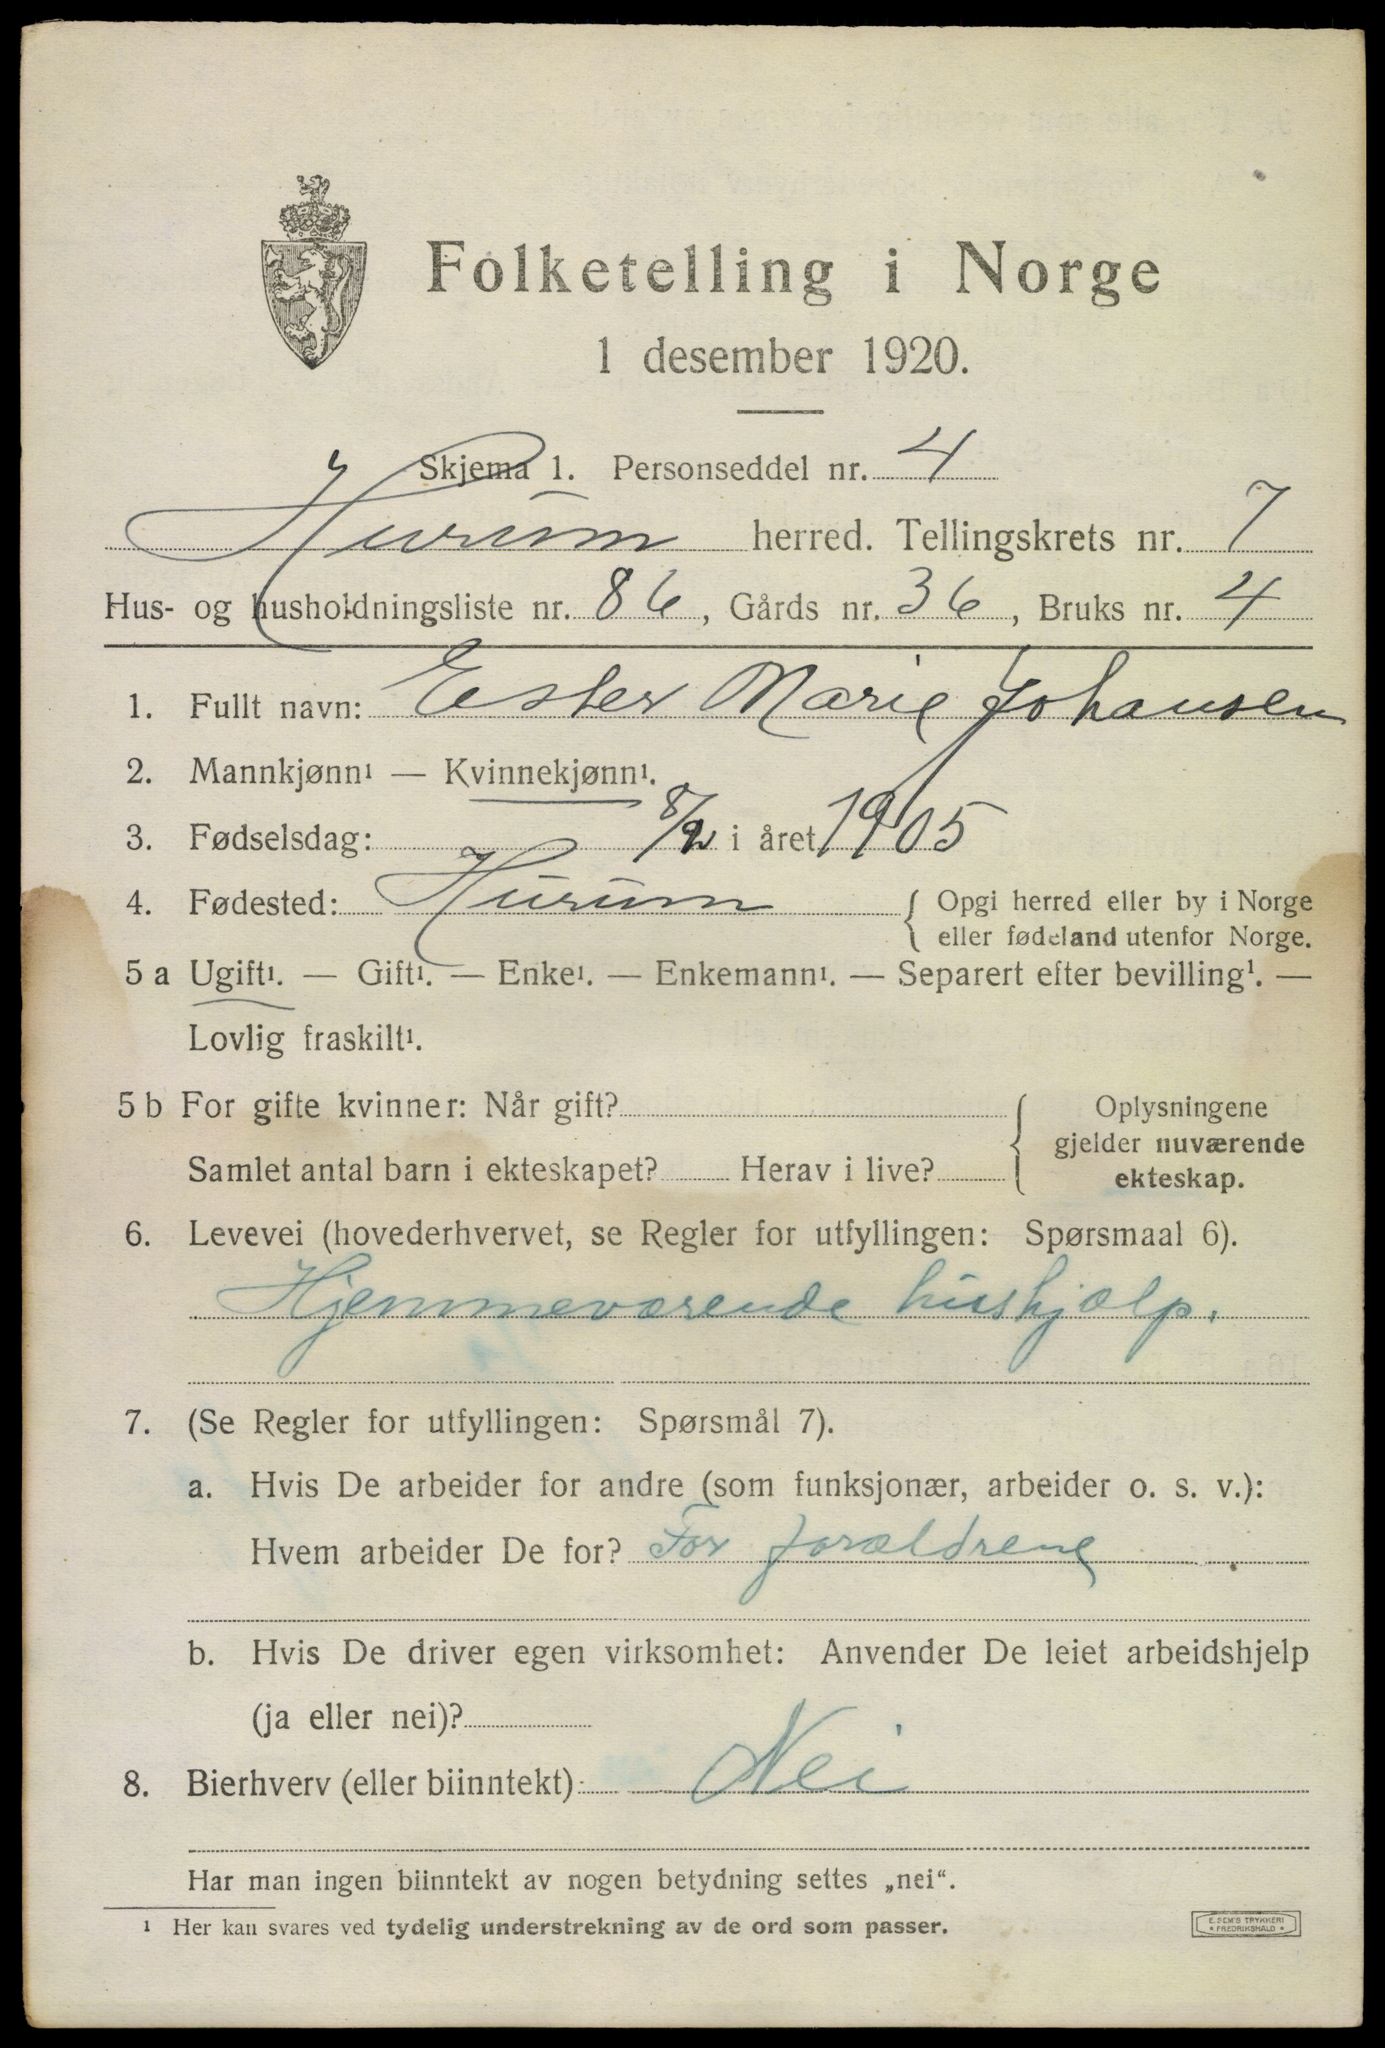 Folketelling i Norge
1 desember 1920.
Skjema 1. Personseddel nr. 4
Hurum herred. Tellingskrets nr. 7
Hus- og husholdningsliste nr. 86, Gårds nr. 36, Bruks nr. 4
1. Fullt navn: Ester Marie Johansen
2. Mannkjønn¹ — Kvinnekjønn¹.
3. Fødselsdag: 8/ i året 1905
4. Fødested: Hurum { Opgi herred eller by i Norge
eller fødeland utenfor Norge.
5 a Ugift¹. — Gift¹. — Enke¹. — Enkemann¹. — Separert efter bevilling¹. —
Lovlig fraskilt¹.
5 b For gifte kvinner: Når gift? { Oplysningene
gjelder nuværende
Samlet antal barn i ekteskapet? Herav i live? ekteskap.
6. Levevei (hovederhvervet, se Regler for utfyllingen: Spørsmaal 6).
Hjemmeværende hushjælp.
7. (Se Regler for utfyllingen: Spørsmål 7).
a. Hvis De arbeider for andre (som funksjonær, arbeider o. s. v.):
Hvem arbeider De for? For forældrene
b. Hvis De driver egen virksomhet: Anvender De leiet arbeidshjelp
(ja eller nei)?
8. Bierhverv (eller biinntekt) Nei
Har man ingen biinntekt av nogen betydning settes „nei“.
¹ Her kan svares ved tydelig understrekning av de ord som passer.
E. SEM'S TRYKKERI
• FREDRIKSHALD •